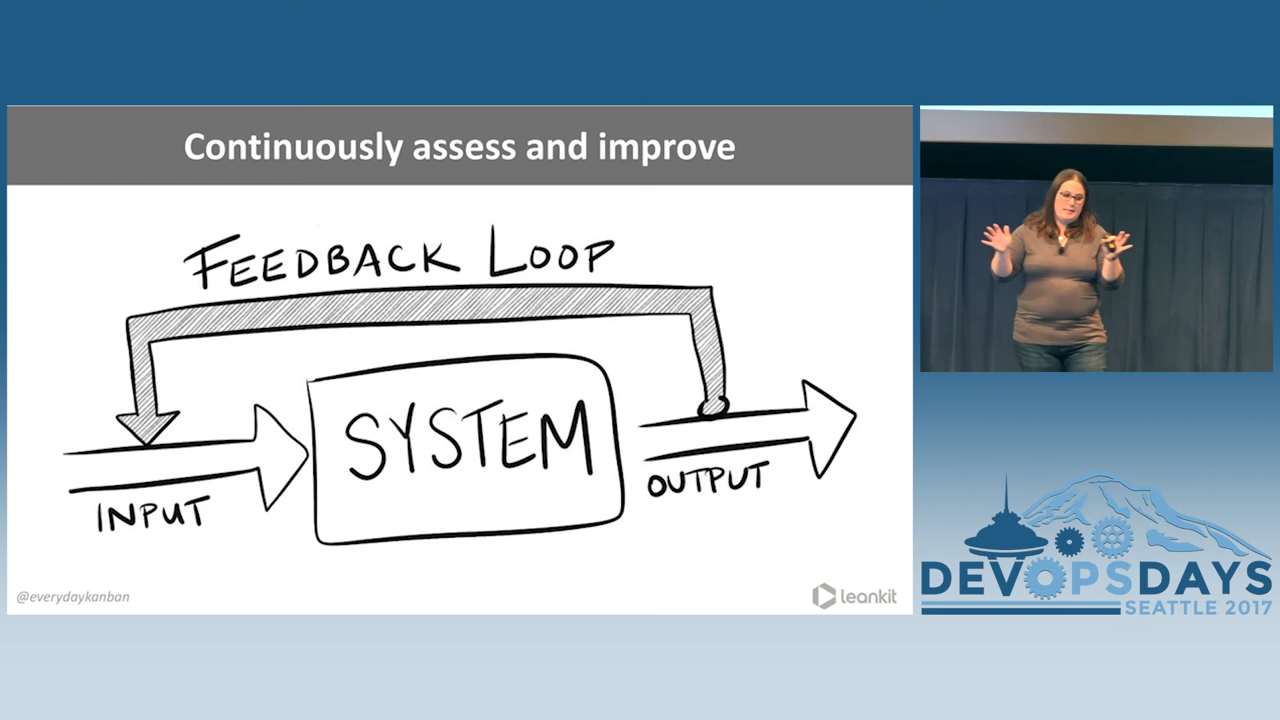 Continuously assess and improve
FEEDBACK LOOP
SYSTEM
INPUT
OUTPUT
@everydaykanban
leankit
DEVOPSDAYS
SEATTLE 2017